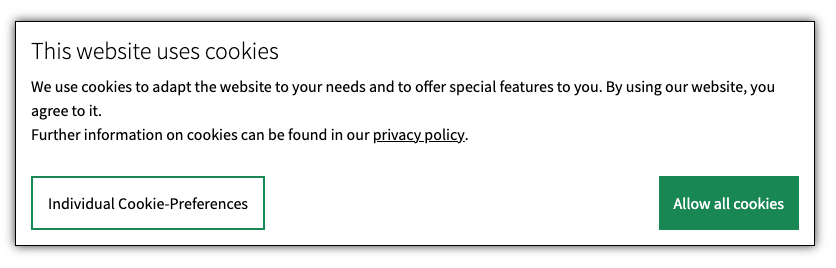 This website uses cookies
We use cookies to adapt the website to your needs and to offer special features to you. By using our website, you
agree to it.
Further information on cookies can be found in our privacy policy.
Individual Cookie-Preferences
Allow all cookies